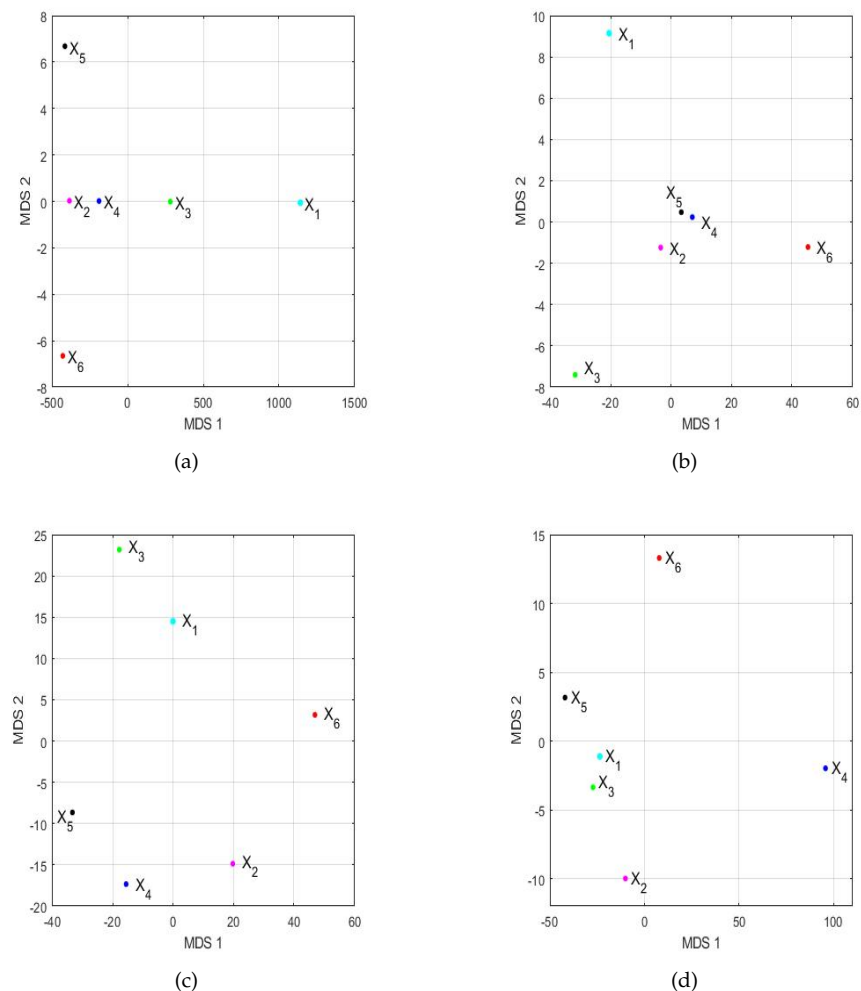 8
6
4
2
0
-2
-4
-6
-8
MDS 2
X5
X2 X4 X3 X1
X6
-500 0 500 1000 1500
MDS 1
(a)
10
8
6
4
2
0
-2
-4
-6
-8
MDS 2
X1
X5
X4
X2
X6
X3
-40 -20 0 20 40 60
MDS 1
(b)
25
20
15
10
5
0
-5
-10
-15
-20
MDS 2
X3
X1
X6
X5
X2
X4
-40 -20 0 20 40 60
MDS 1
(c)
15
10
5
0
-5
-10
MDS 2
X6
X5
X1
X4
X3
X2
-50 0 50 100
MDS 1
(d)